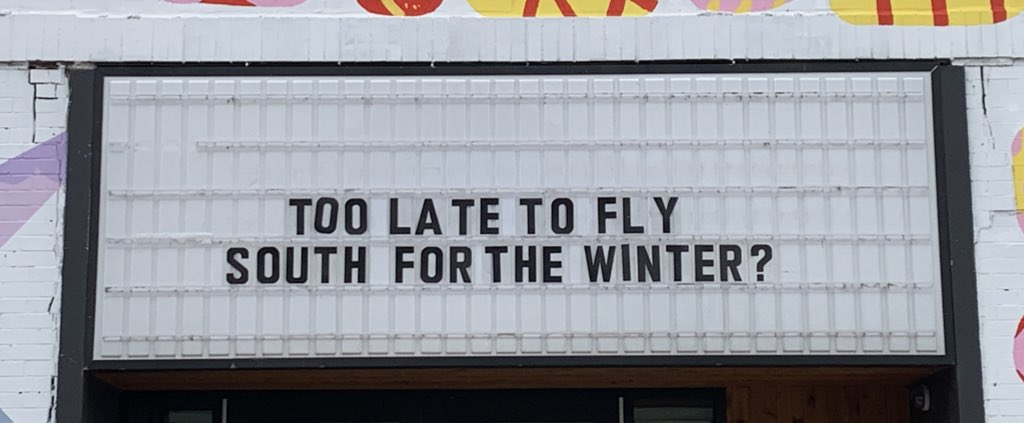 TOO LATE TO FLY
SOUTH FOR THE WINTER?